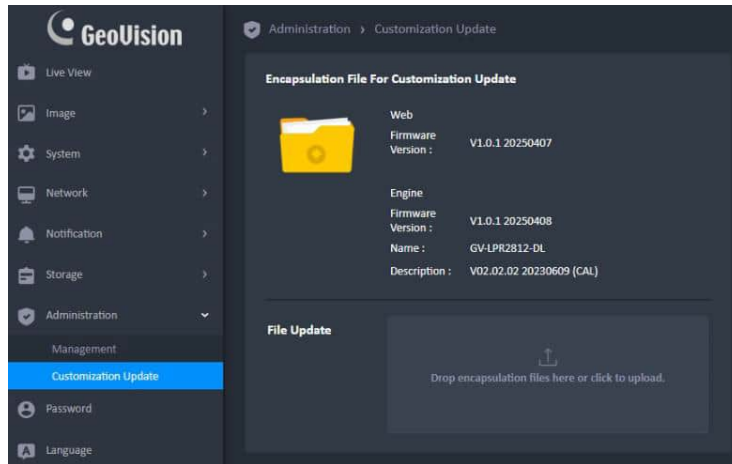 GeoVision
Live View
Image
System
Network
Notification
Storage
Administration
Management
Customization Update
Password
Language
Administration > Customization Update
Encapsulation File For Customization Update
Web
Firmware
Version : V1.0.1 20250407
Engine
Firmware
Version : V1.0.1 20250408
Name : GV-LPR2812-DL
Description : V02.02.02 20230609 (CAL)
File Update
Drop encapsulation files here or click to upload.